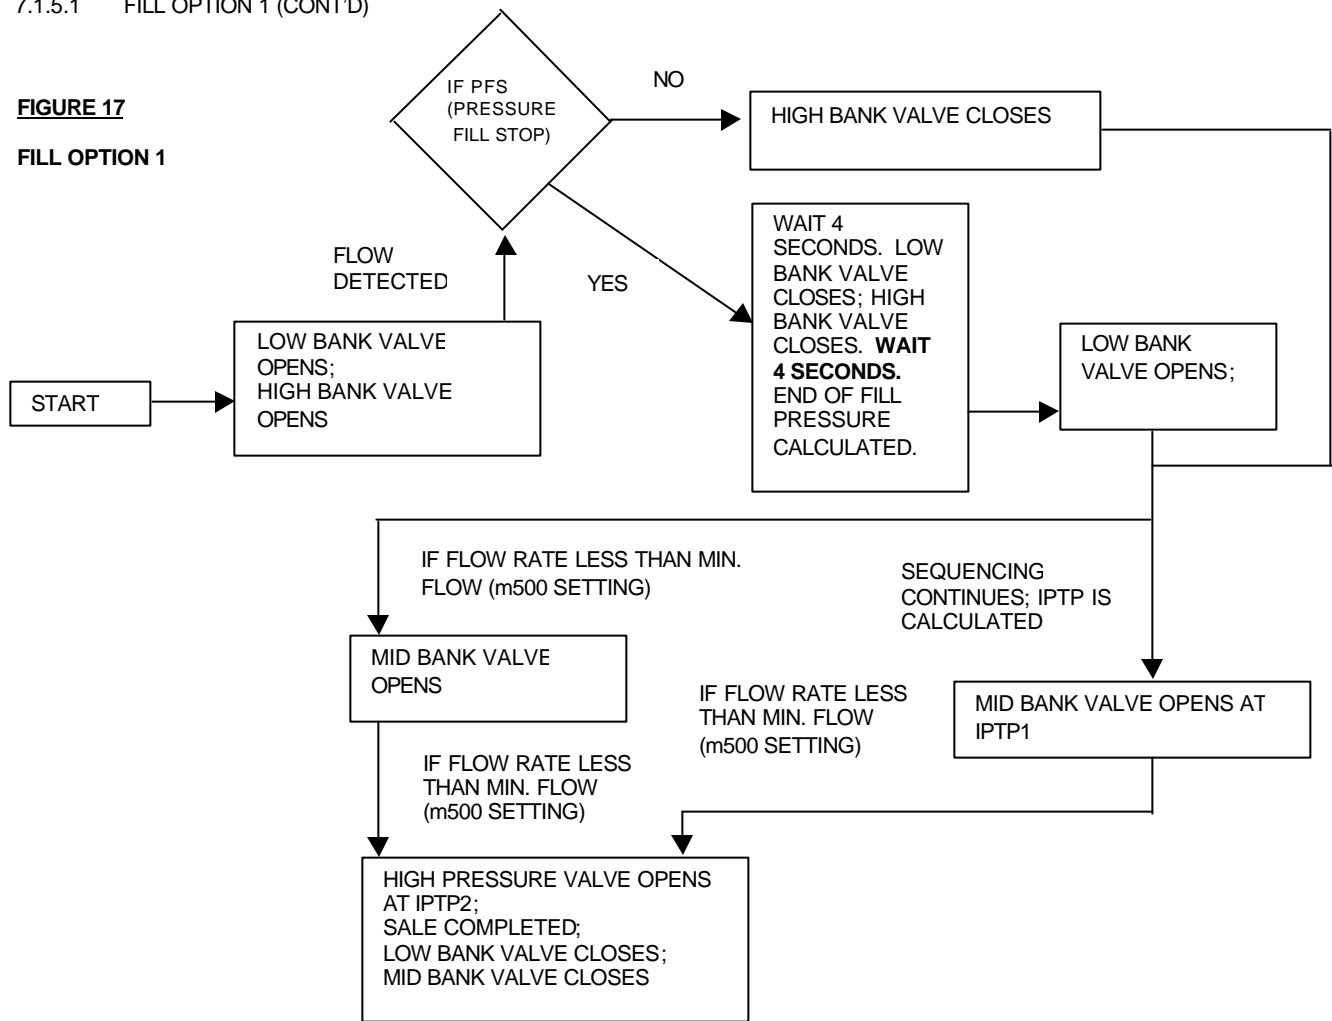 7.1.5.1 FILL OPTION 1 (CONT'D)
FIGURE 17
FILL OPTION 1
IF PFS
(PRESSURE
FILL STOP)
NO
HIGH BANK VALVE CLOSES
FLOW
DETECTED
YES
WAIT 4
SECONDS. LOW
BANK VALVE
CLOSES; HIGH
BANK VALVE
CLOSES. WAIT
4 SECONDS.
END OF FILL
PRESSURE
CALCULATED.
START
LOW BANK VALVE
OPENS;
HIGH BANK VALVE
OPENS
LOW BANK
VALVE OPENS;
IF FLOW RATE LESS THAN MIN.
FLOW (m500 SETTING)
SEQUENCING
CONTINUES; IPTP IS
CALCULATED
MID BANK VALVE
OPENS
IF FLOW RATE LESS
THAN MIN. FLOW
(m500 SETTING)
MID BANK VALVE OPENS AT
IPTP1
IF FLOW RATE LESS
THAN MIN. FLOW
(m500 SETTING)
HIGH PRESSURE VALVE OPENS
AT IPTP2;
SALE COMPLETED;
LOW BANK VALVE CLOSES;
MID BANK VALVE CLOSES